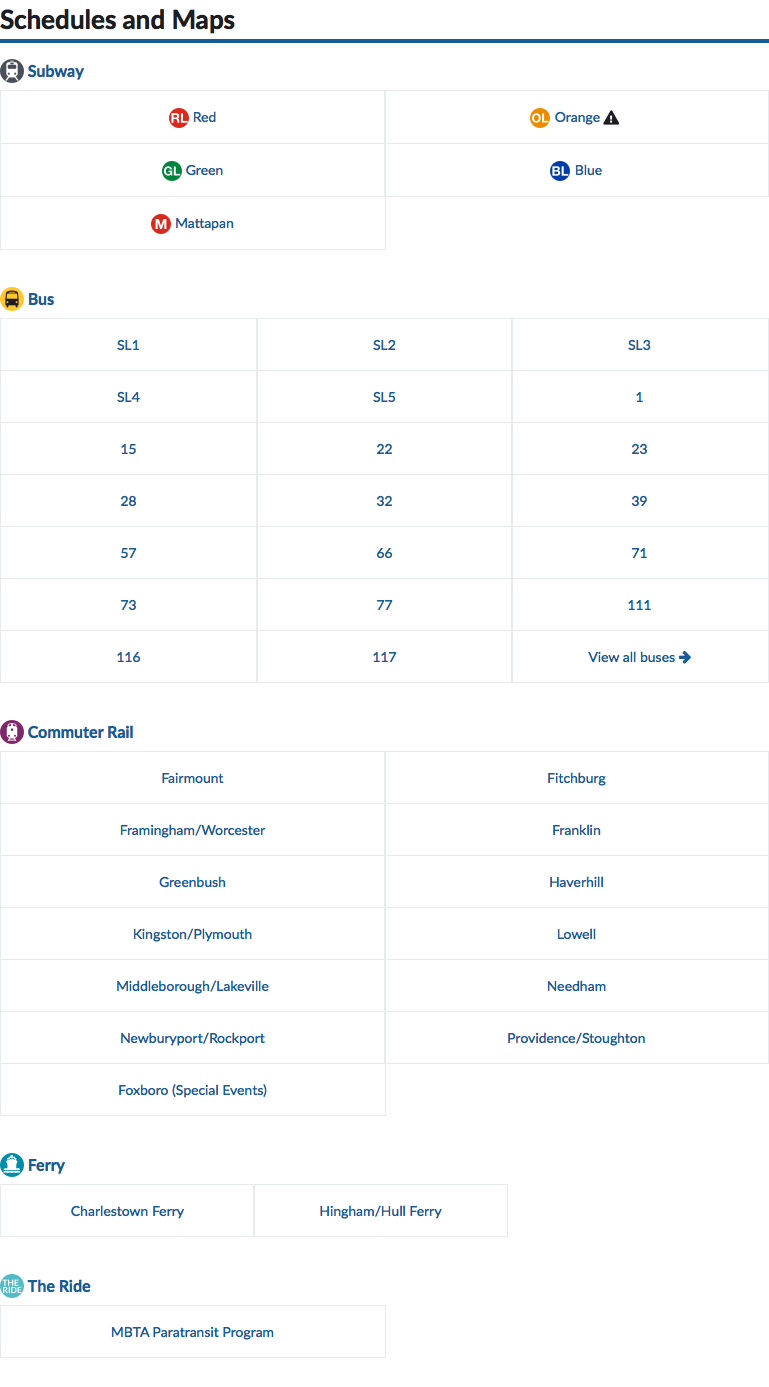 Schedules and Maps
Subway
RL Red OL Orange
GL Green BL Blue
M Mattapan
Bus
SL1 SL2 SL3
SL4 SL5 1
15 22 23
28 32 39
57 66 71
73 77 111
116 117 View all buses
Commuter Rail
Fairmount Fitchburg
Framingham/Worcester Franklin
Greenbush Haverhill
Kingston/Plymouth Lowell
Middleborough/Lakeville Needham
Newburyport/Rockport Providence/Stoughton
Foxboro (Special Events)
Ferry
Charlestown Ferry Hingham/Hull Ferry
THE RIDE The Ride
MBTA Paratransit Program